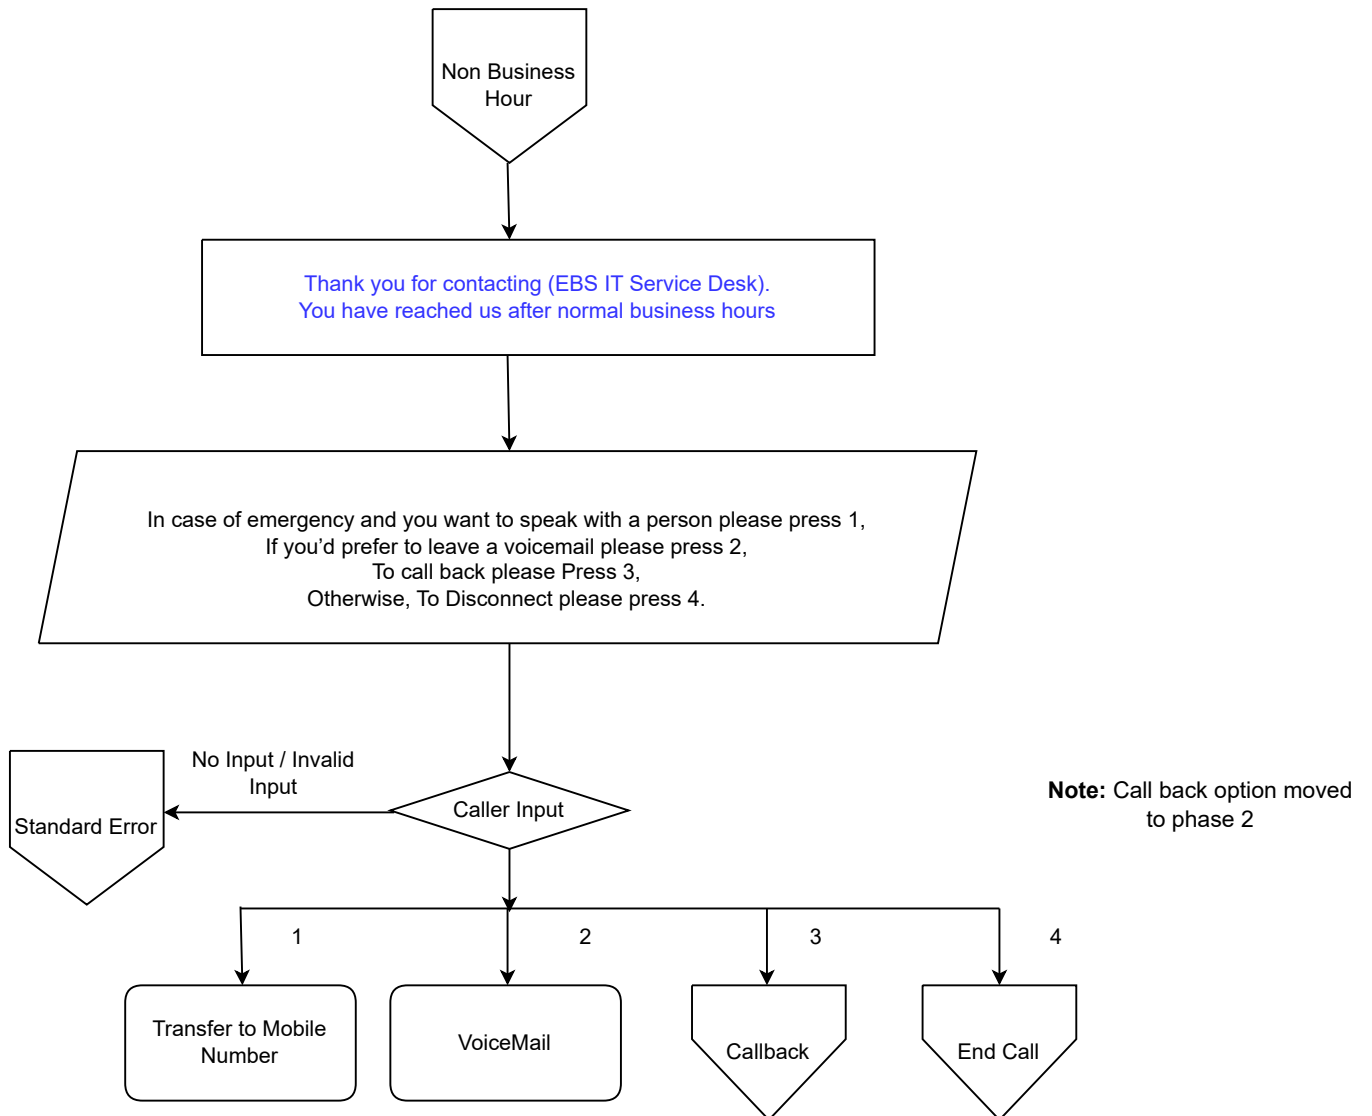 Non Business
Hour
Thank you for contacting (EBS IT Service Desk).
You have reached us after normal business hours
In case of emergency and you want to speak with a person please press 1,
If you’d prefer to leave a voicemail please press 2,
To call back please Press 3,
Otherwise, To Disconnect please press 4.
No Input / Invalid
Input
Standard Error
Caller Input
Note: Call back option moved
to phase 2
1
2
3
4
Transfer to Mobile
Number
VoiceMail
Callback
End Call